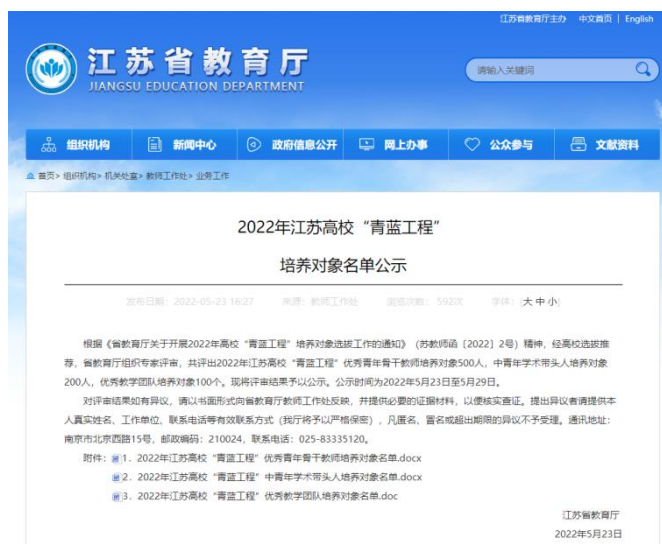 江苏省教育厅主办 中文首页 | English
江苏省教育厅
JIANGSU EDUCATION DEPARTMENT
请输入关键词
组织机构 新闻中心 政府信息公开 网上办事 公众参与 文献资料
首页> 组织机构> 机关处室> 教师工作处> 业务工作
2022年江苏高校“青蓝工程”
培养对象名单公示
发布日期：2022-05-23 16:27 来源：教师工作处 浏览次数：592次 字体：[大 中 小]
根据《省教育厅关于开展2022年高校“青蓝工程”培养对象选拔工作的通知》（苏教师函〔2022〕2号）精神，经高校选拔推
荐，省教育厅组织专家评审，共评出2022年江苏高校“青蓝工程”优秀青年骨干教师培养对象500人，中青年学术带头人培养对象
200人，优秀教学团队培养对象100个。现将评审结果予以公示。公示时间为2022年5月23日至5月29日。
对评审结果如有异议，请以书面形式向省教育厅教师工作处反映，并提供必要的证据材料，以便核实查证。提出异议者请提供本
人真实姓名、工作单位、联系电话等有效联系方式（我厅将予以严格保密），凡匿名、冒名或超出期限的异议不予受理。通讯地址：
南京市北京西路15号，邮政编码：210024，联系电话：025-83335120。
附件：1．2022年江苏高校“青蓝工程”优秀青年骨干教师培养对象名单.docx
2．2022年江苏高校“青蓝工程”中青年学术带头人培养对象名单.docx
3．2022年江苏高校“青蓝工程”优秀教学团队培养对象名单.doc
江苏省教育厅
2022年5月23日